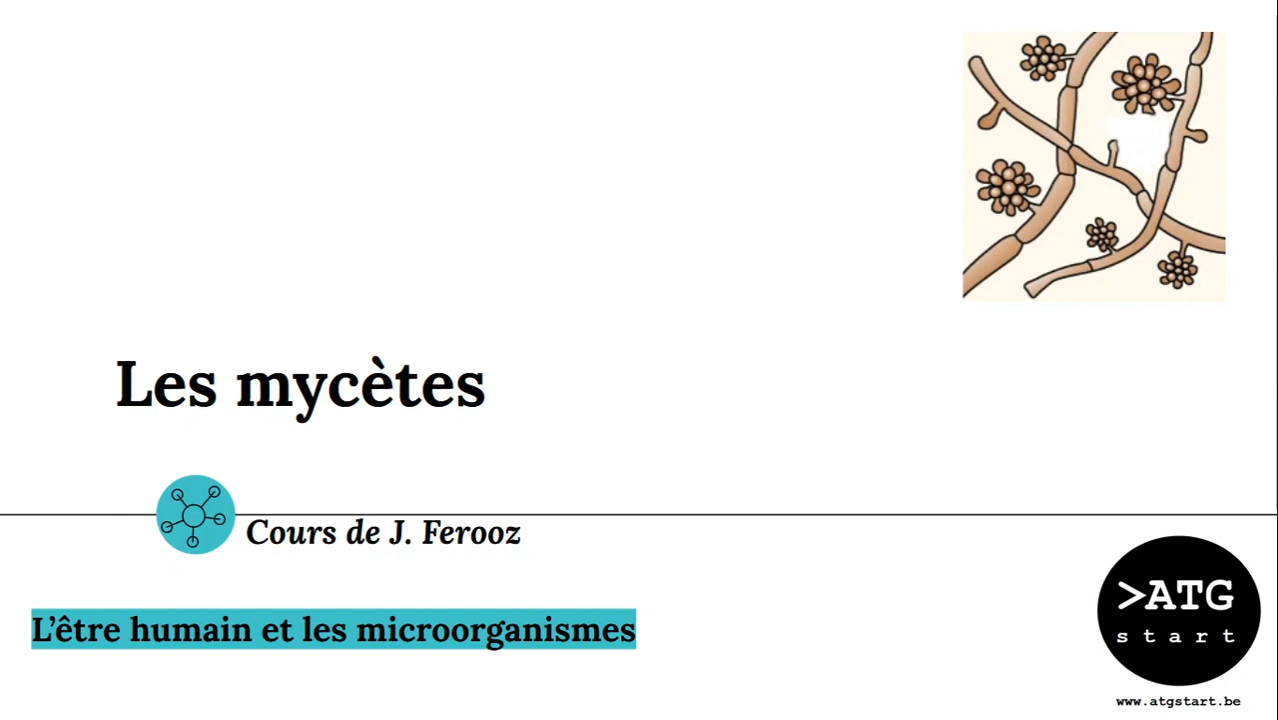 Les mycètes
Cours de J. Ferooz
L’être humain et les microorganismes
>ATG
start
www.atgstart.be